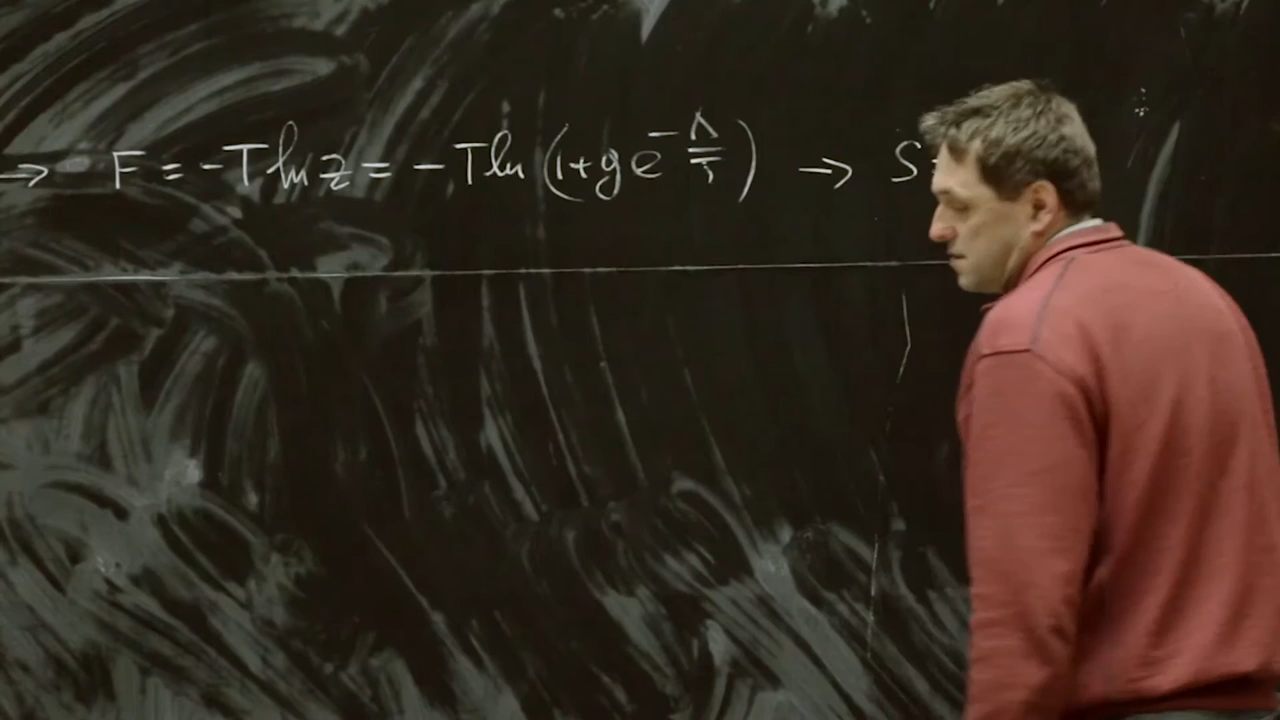 → F = -T ln z = -T ln (1+g e^{-Δ/T}) → S =